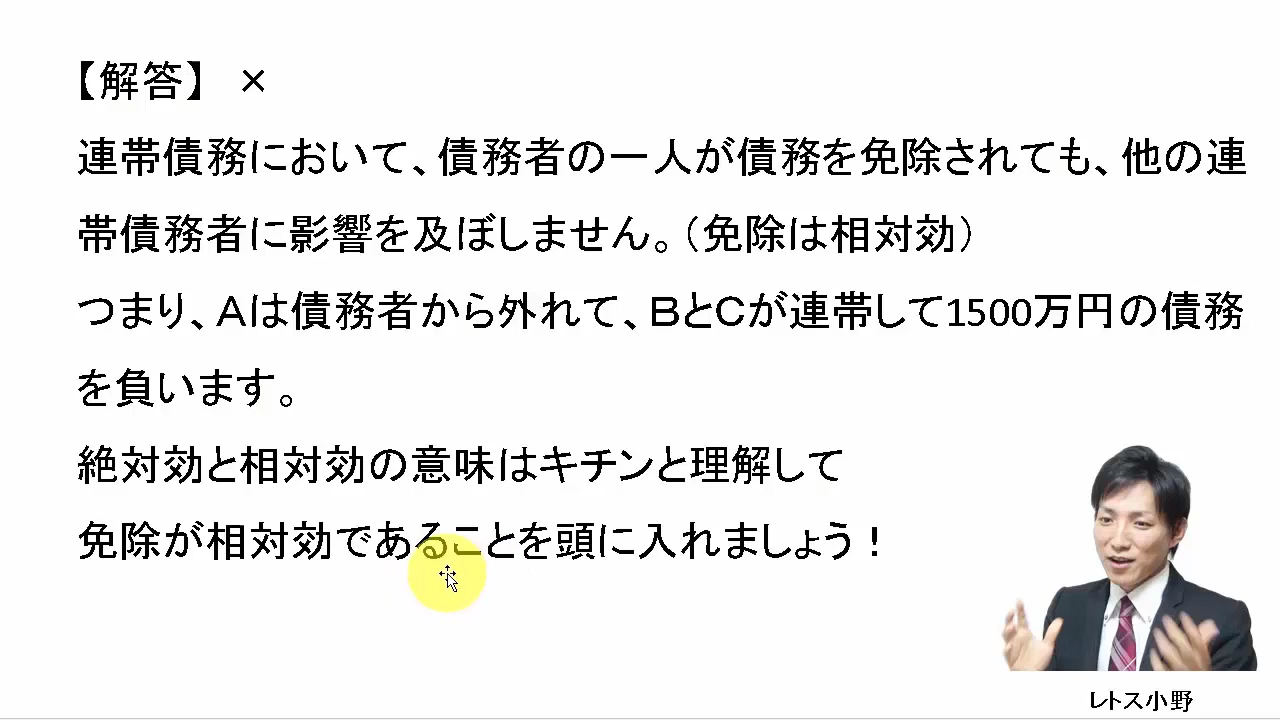 【解答】 ×
連帯債務において、債務者の一人が債務を免除されても、他の連
帯債務者に影響を及ぼしません。（免除は相対効）
つまり、Ａは債務者から外れて、ＢとＣが連帯して1500万円の債務
を負います。
絶対効と相対効の意味はキチンと理解して
免除が相対効であることを頭に入れましょう！
レトス小野